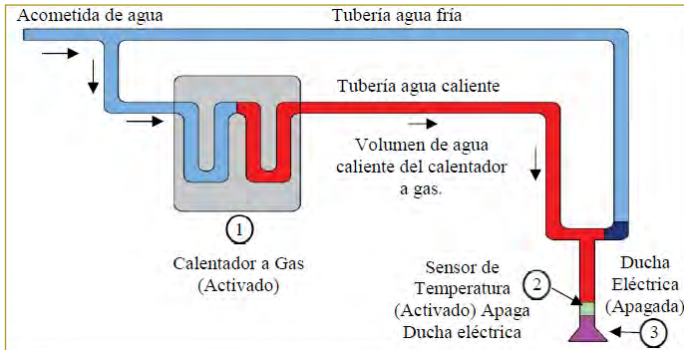 Acometida de agua
Tubería agua fría
Tubería agua caliente
Volumen de agua
caliente del calentador
a gas.
1
Calentador a Gas
(Activado)
Sensor de
Temperatura
(Activado) Apaga
Ducha eléctrica
2
Ducha
Eléctrica
(Apagada)
3